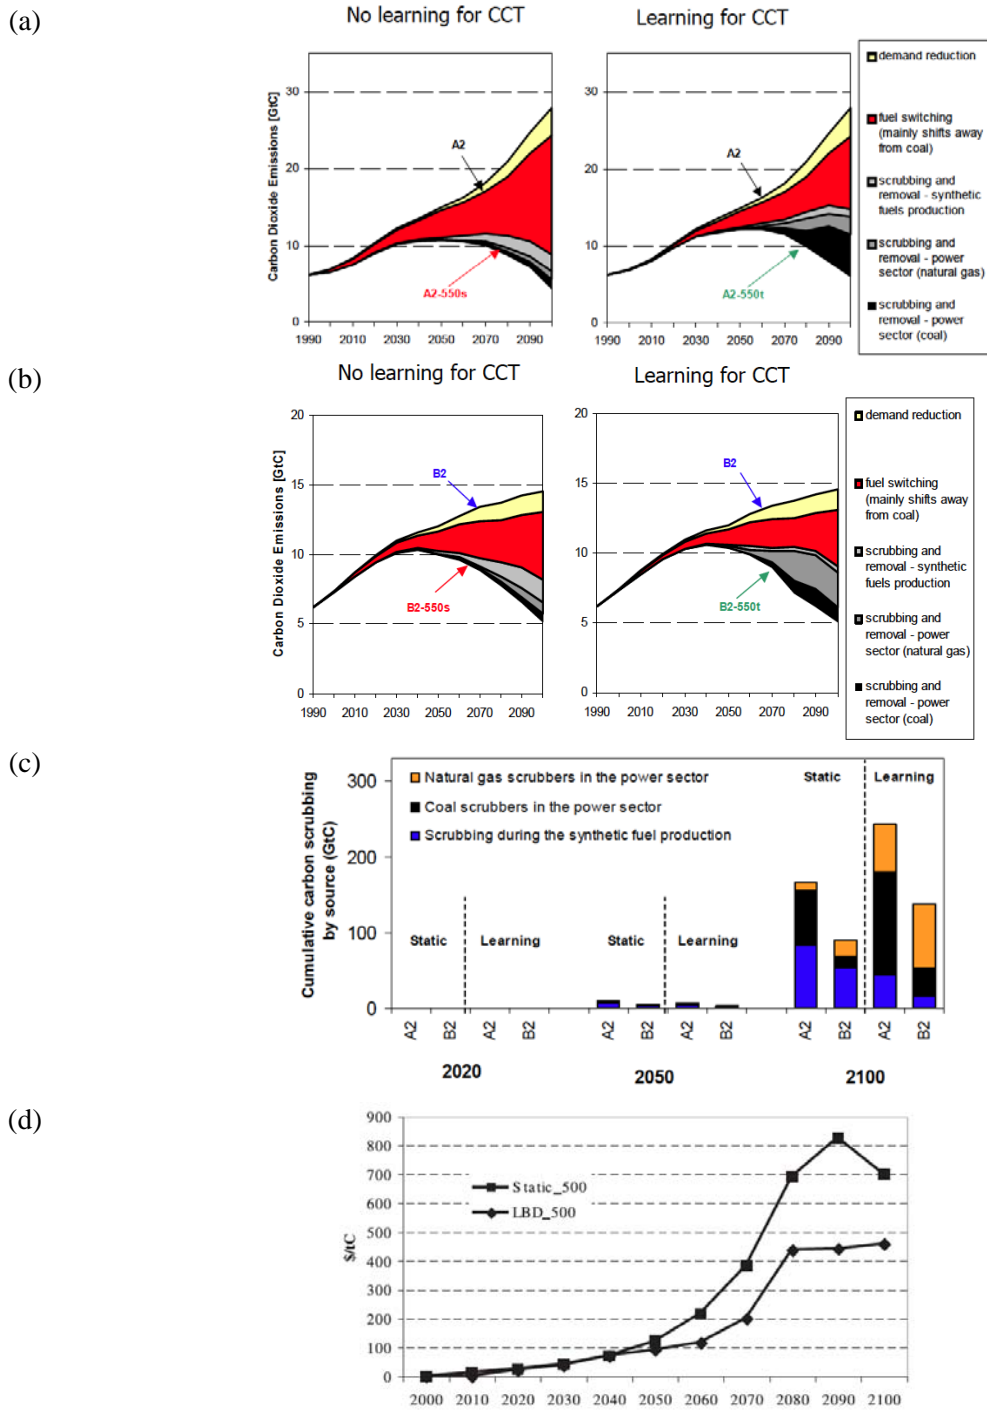 (a)
No learning for CCT
Learning for CCT
Carbon Dioxide Emissions [GtC]
30
20
10
0
A2
A2-550s
1990 2010 2030 2050 2070 2090
30
20
10
0
A2
A2-550t
1990 2010 2030 2050 2070 2090
demand reduction
fuel switching
(mainly shifts away
from coal)
scrubbing and
removal - synthetic
fuels production
scrubbing and
removal - power
sector (natural gas)
scrubbing and
removal - power
sector (coal)
(b)
No learning for CCT
Learning for CCT
Carbon Dioxide Emissions [GtC]
20
15
10
5
0
B2
B2-550s
1990 2010 2030 2050 2070 2090
20
15
10
5
0
B2
B2-550t
1990 2010 2030 2050 2070 2090
demand reduction
fuel switching
(mainly shifts away
from coal)
scrubbing and
removal - synthetic
fuels production
scrubbing and
removal - power
sector (natural gas)
scrubbing and
removal - power
sector (coal)
(c)
Cumulative carbon scrubbing
by source (GtC)
300
200
100
0
Natural gas scrubbers in the power sector
Coal scrubbers in the power sector
Scrubbing during the synthetic fuel production
Static Learning
Static Learning
Static Learning
A2 B2 A2 B2 A2 B2 A2 B2 A2 B2 A2 B2
2020 2050 2100
(d)
$/tC
900
800
700
600
500
400
300
200
100
0
Static_500
LBD_500
2000 2010 2020 2030 2040 2050 2060 2070 2080 2090 2100